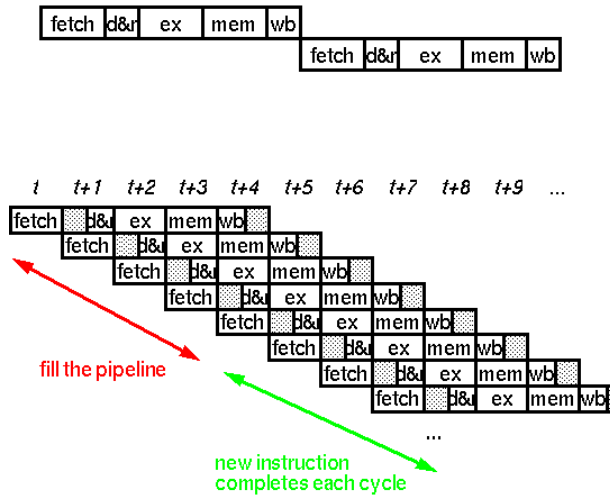 fetch d&r ex mem wb
fetch d&r ex mem wb
t t+1 t+2 t+3 t+4 t+5 t+6 t+7 t+8 t+9 ...
fetch d&r ex mem wb
fetch d&r ex mem wb
fetch d&r ex mem wb
fetch d&r ex mem wb
fetch d&r ex mem wb
fetch d&r ex mem wb
fetch d&r ex mem wb
fetch d&r ex mem wb
fill the pipeline
...
new instruction
completes each cycle